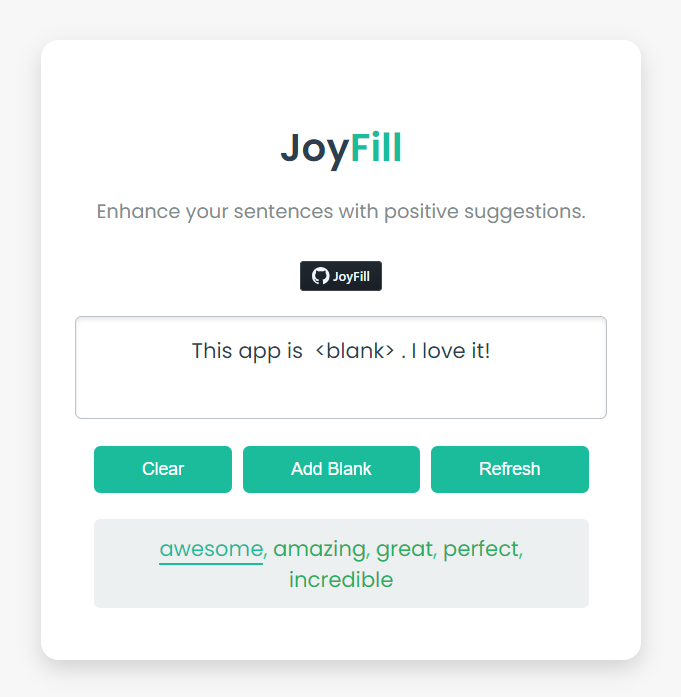 JoyFill
Enhance your sentences with positive suggestions.
JoyFill
This app is  <blank> . I love it!
Clear
Add Blank
Refresh
awesome, amazing, great, perfect,
incredible